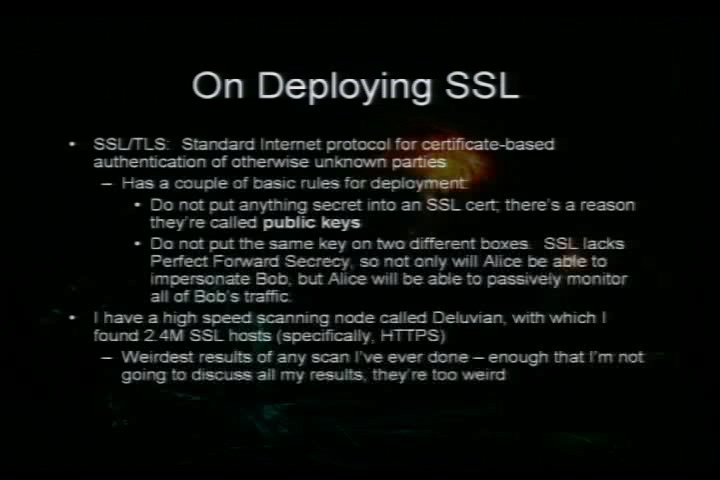 On Deploying SSL
• SSL/TLS: Standard Internet protocol for certificate-based
authentication of otherwise unknown parties
– Has a couple of basic rules for deployment:
• Do not put anything secret into an SSL cert; there's a reason
they're called public keys
• Do not put the same key on two different boxes. SSL lacks
Perfect Forward Secrecy, so not only will Alice be able to
impersonate Bob, but Alice will be able to passively monitor
all of Bob's traffic.
• I have a high speed scanning node called Deluvian, with which I
found 2.4M SSL hosts (specifically, HTTPS)
– Weirdest results of any scan I've ever done – enough that I'm not
going to discuss all my results, they're too weird